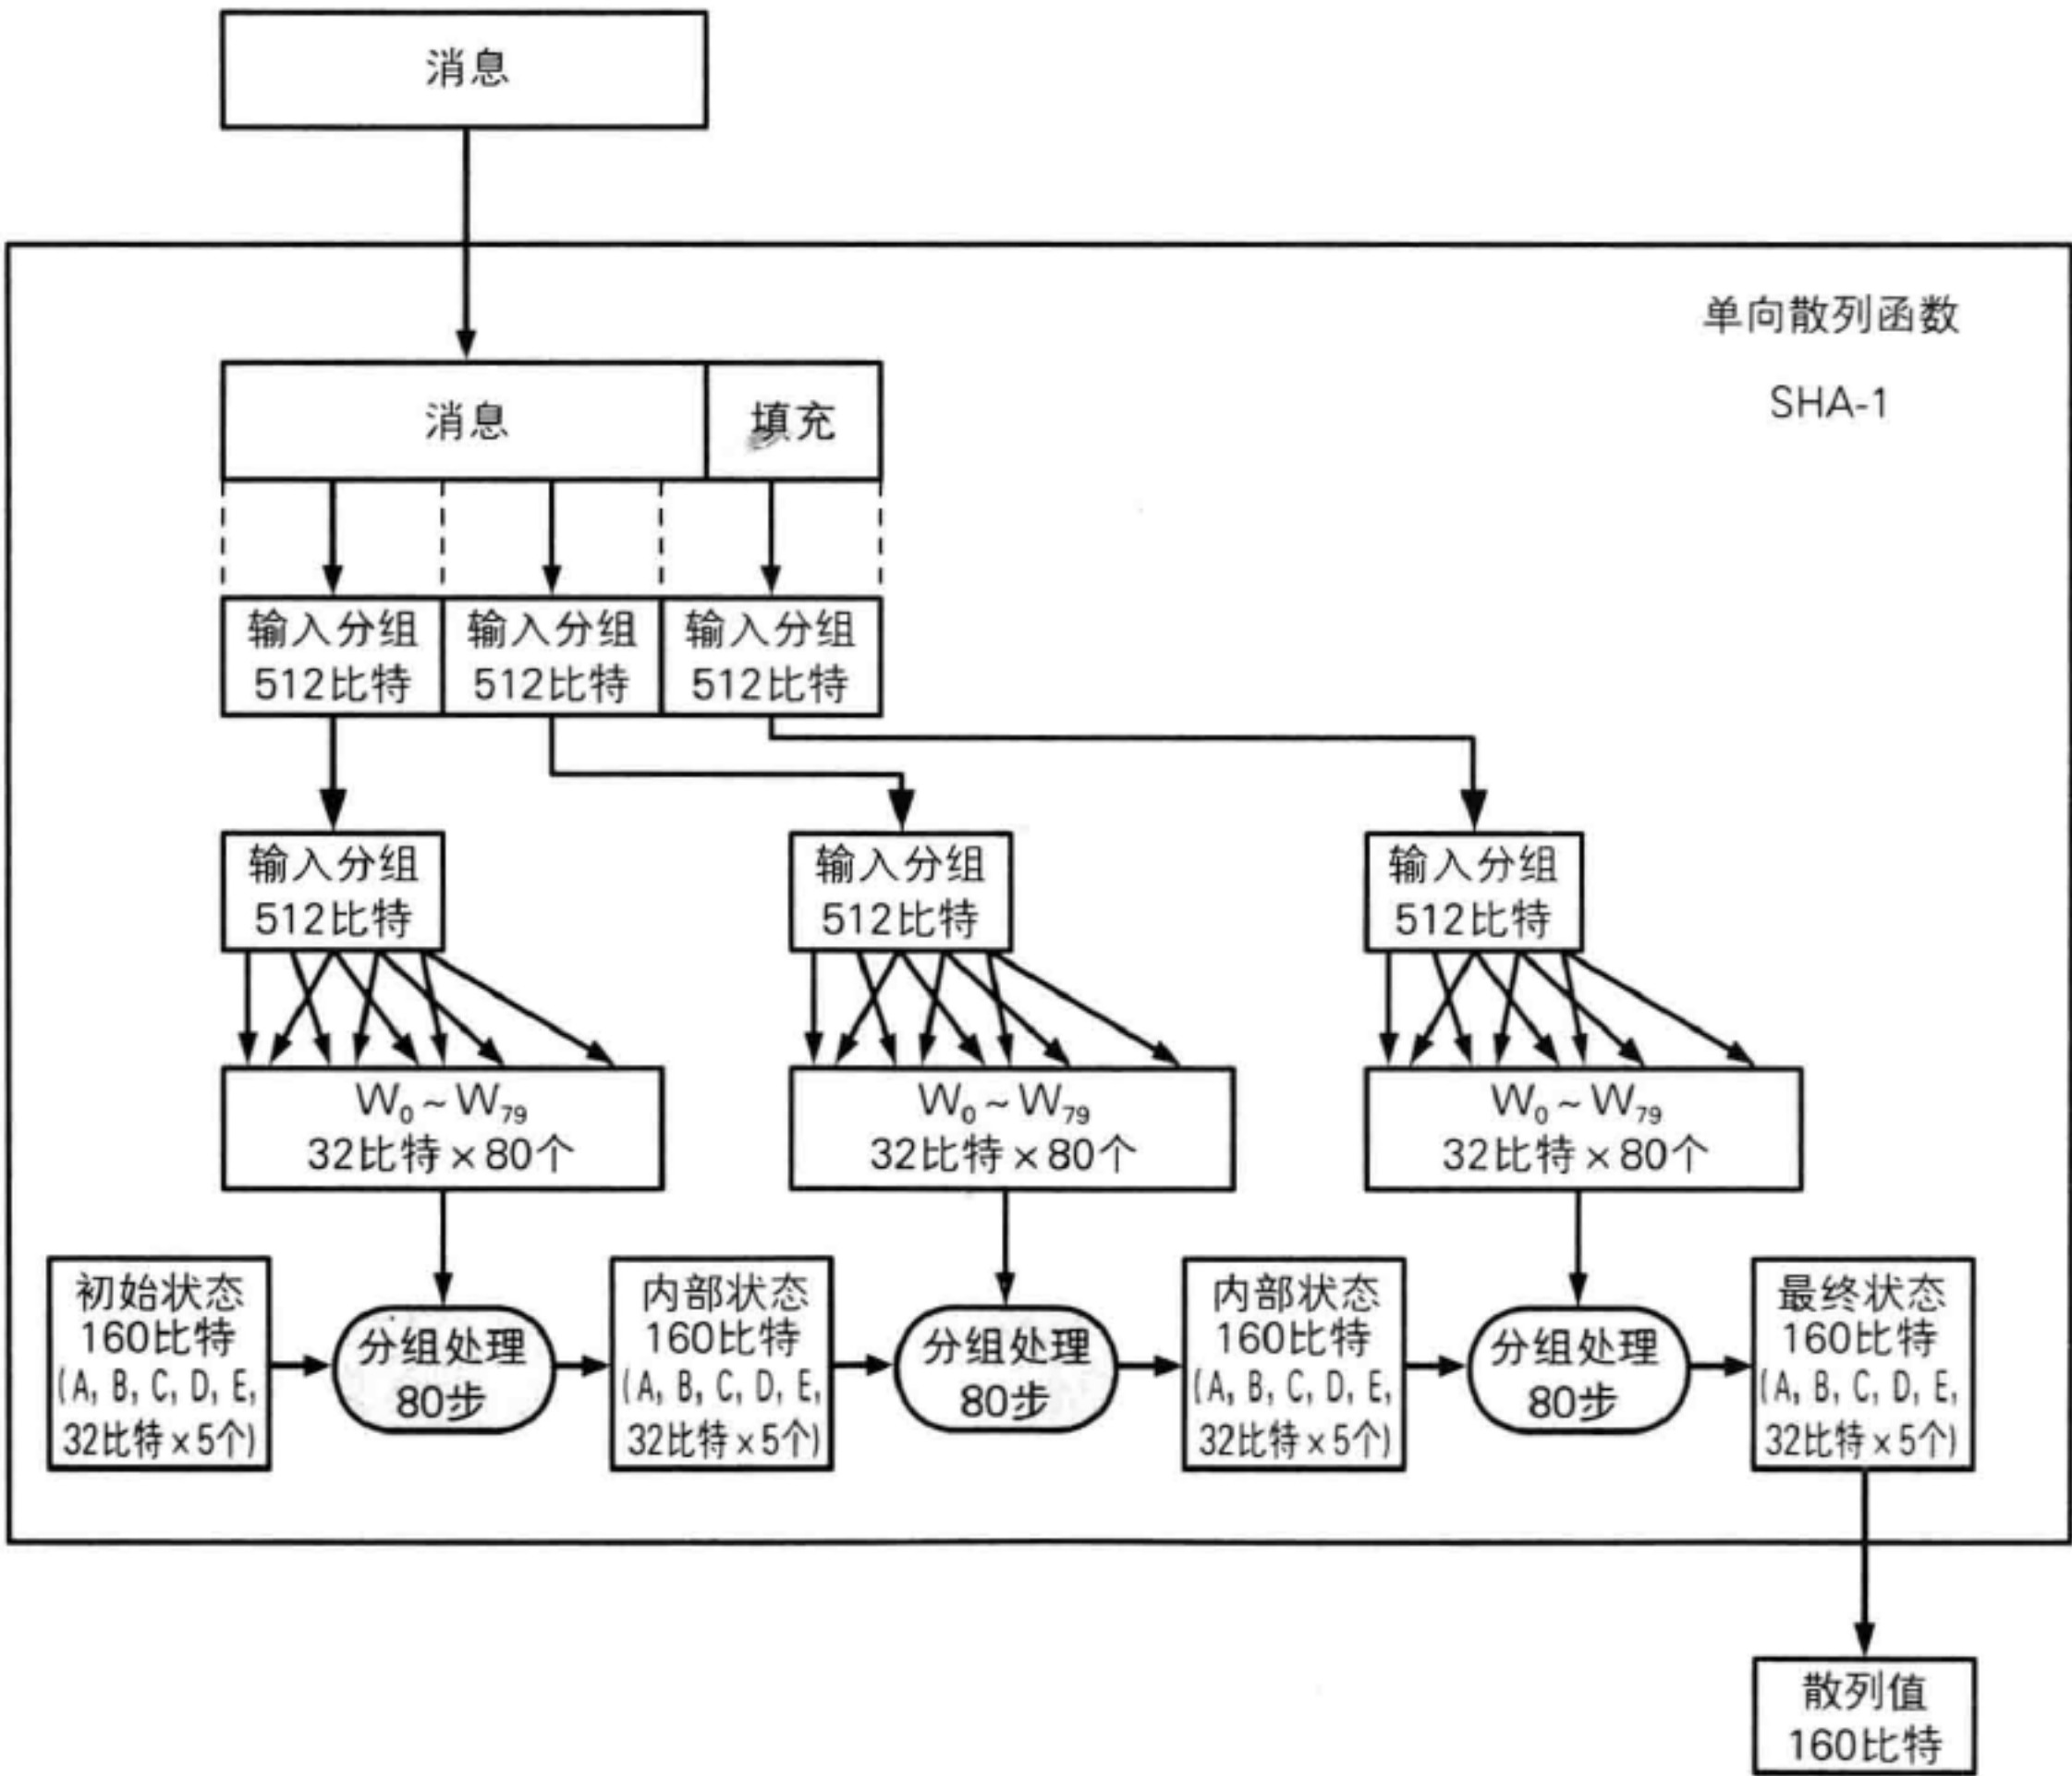 消息
单向散列函数
SHA-1
消息
填充
输入分组
512比特
输入分组
512比特
输入分组
512比特
输入分组
512比特
输入分组
512比特
输入分组
512比特
W₀~W₇₉
32比特×80个
W₀~W₇₉
32比特×80个
W₀~W₇₉
32比特×80个
初始状态
160比特
(A, B, C, D, E,
32比特×5个)
分组处理
80步
内部状态
160比特
(A, B, C, D, E,
32比特×5个)
分组处理
80步
内部状态
160比特
(A, B, C, D, E,
32比特×5个)
分组处理
80步
最终状态
160比特
(A, B, C, D, E,
32比特×5个)
散列值
160比特